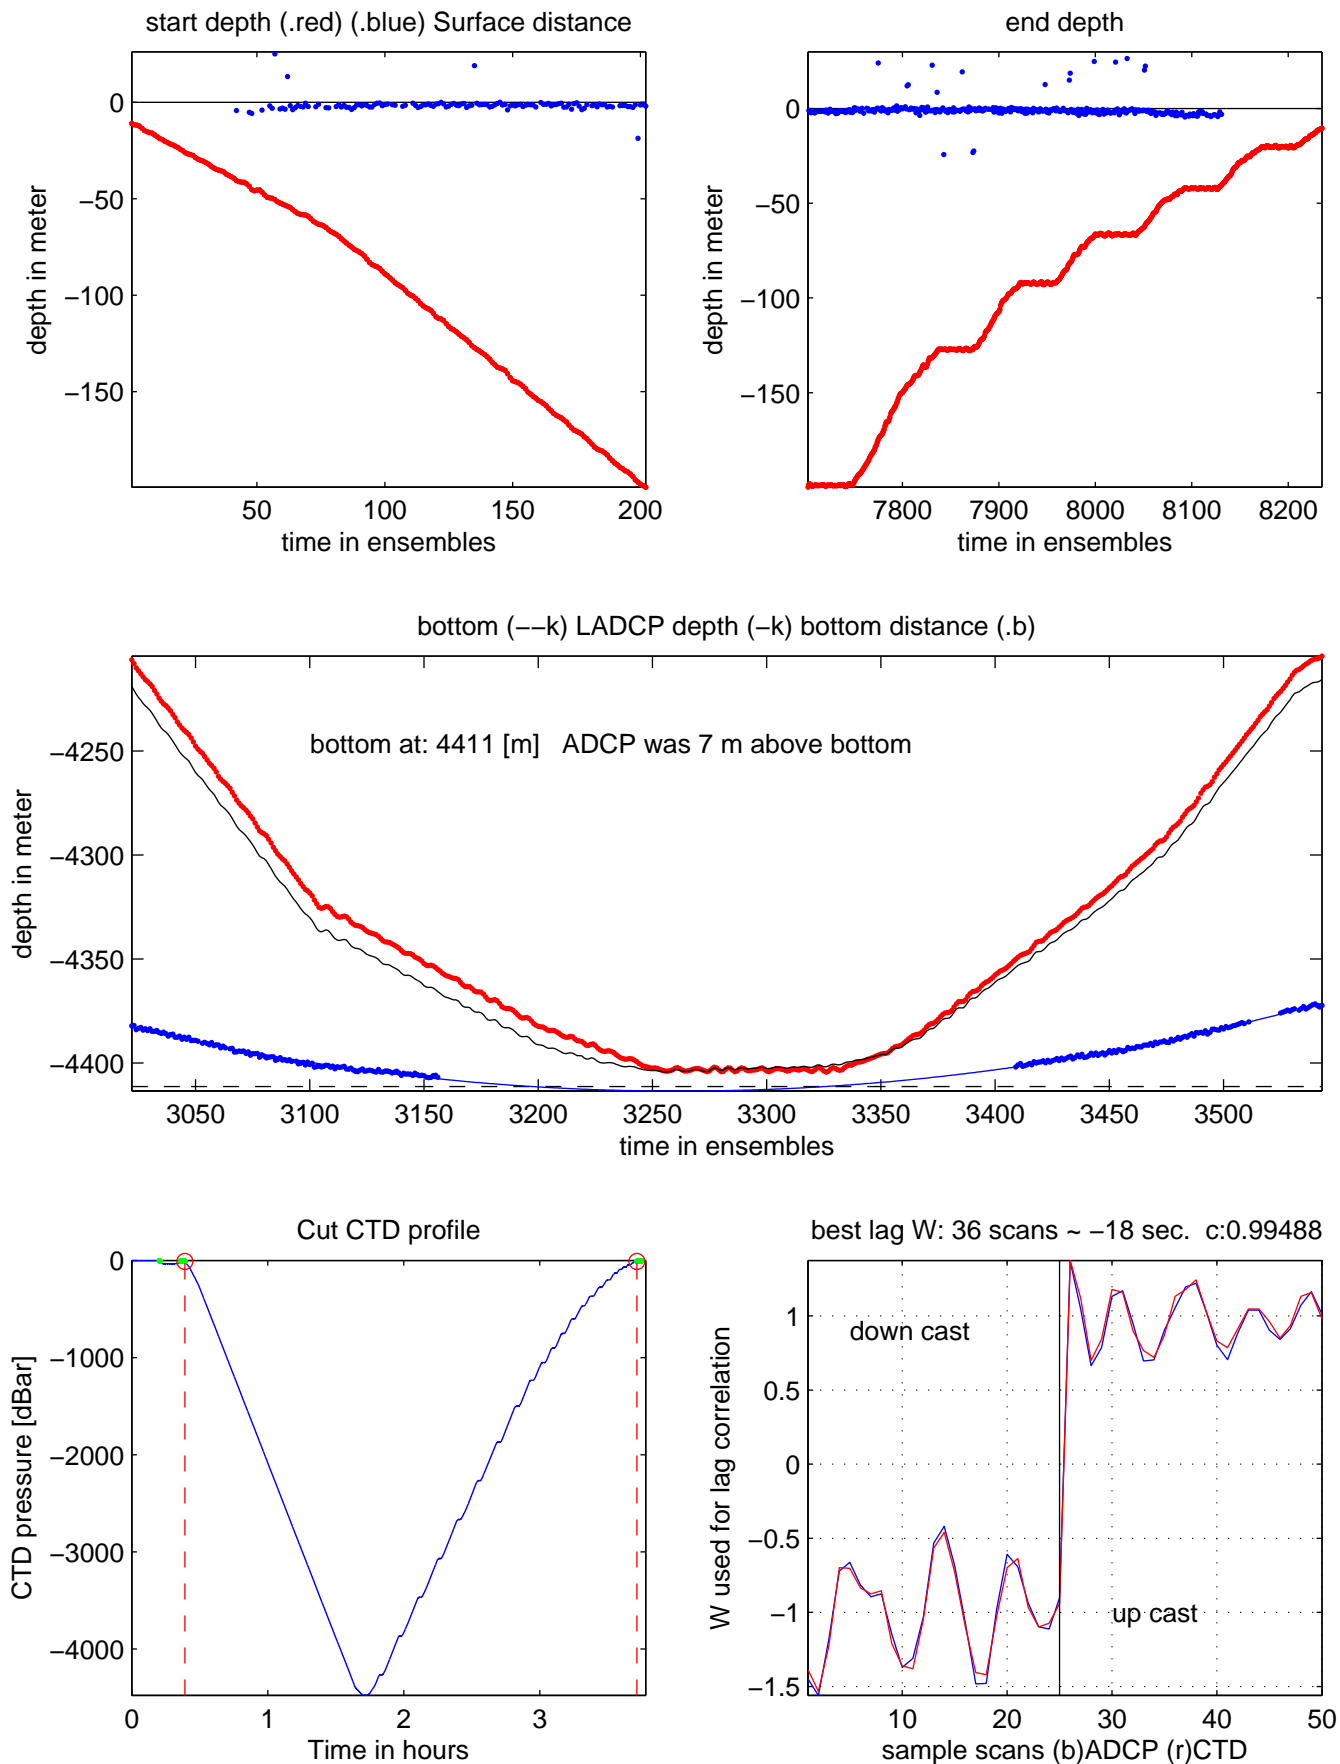 start depth (.red) (.blue) Surface distance
end depth
0
−50
−100
−150
depth in meter
50
100
150
200
time in ensembles
0
−50
−100
−150
depth in meter
7800
7900
8000
8100
8200
time in ensembles
bottom (−−k) LADCP depth (−k) bottom distance (.b)
bottom at: 4411 [m]   ADCP was 7 m above bottom
−4250
−4300
−4350
−4400
depth in meter
3050
3100
3150
3200
3250
3300
3350
3400
3450
3500
time in ensembles
Cut CTD profile
0
−1000
−2000
−3000
−4000
CTD pressure [dBar]
0
1
2
3
Time in hours
best lag W: 36 scans ~ −18 sec.  c:0.99488
down cast
up cast
1
0.5
0
−0.5
−1
−1.5
W used for lag correlation
10
20
30
40
50
sample scans (b)ADCP (r)CTD